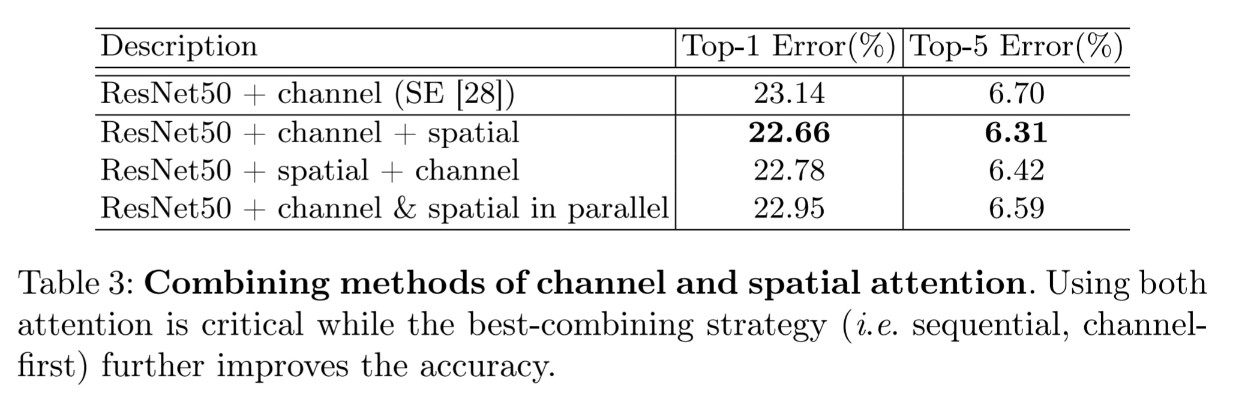 Description Top-1 Error(%) Top-5 Error(%)
ResNet50 + channel (SE [28]) 23.14 6.70
ResNet50 + channel + spatial 22.66 6.31
ResNet50 + spatial + channel 22.78 6.42
ResNet50 + channel & spatial in parallel 22.95 6.59
Table 3: Combining methods of channel and spatial attention. Using both
attention is critical while the best-combining strategy (i.e. sequential, channel-
first) further improves the accuracy.